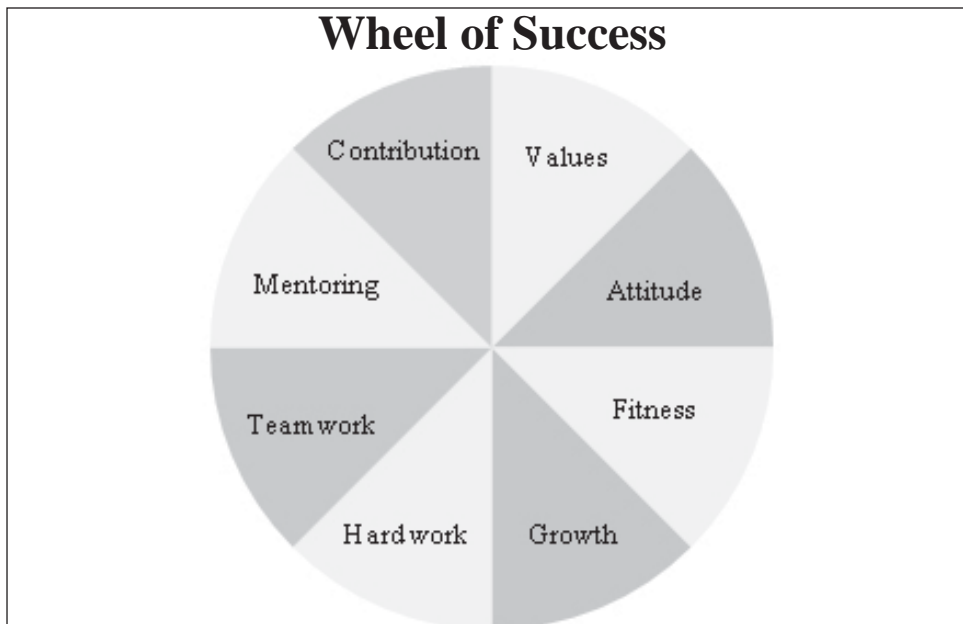 Wheel of Success
Contribution
Values
Mentoring
Attitude
Teamwork
Fitness
Hardwork
Growth